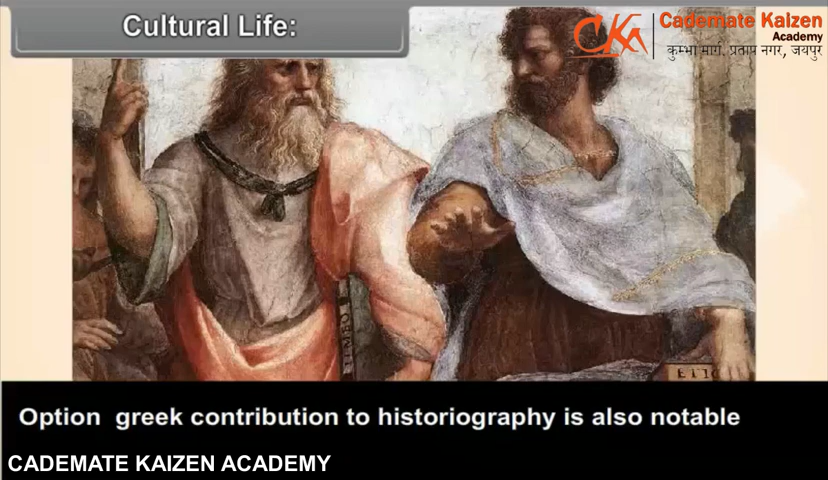 Cultural Life:
Cademate Kaizen
Academy
कुम्भा मार्ग, प्रताप नगर, जयपुर
Option greek contribution to historiography is also notable
CADEMATE KAIZEN ACADEMY